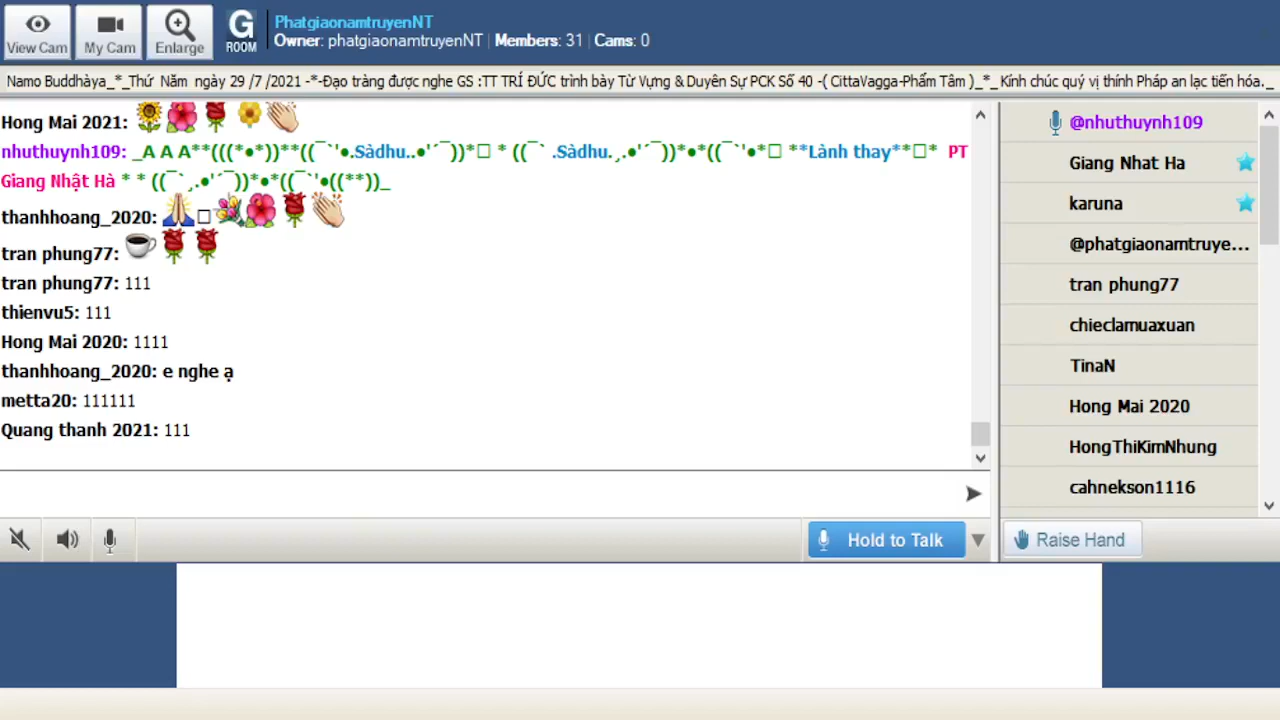 View Cam
My Cam
Enlarge
G
ROOM
PhatgiaonamtruyenNT
Owner: phatgiaonamtruyenNT | Members: 31 | Cams: 0
Namo Buddhàya_*_Thứ Năm ngày 29 /7 /2021 -*-Đạo tràng được nghe GS :TT TRÍ ĐỨC trình bày Từ Vựng & Duyên Sự PCK Số 40 -( CittaVagga-Phẩm Tâm )_*_ Kính chúc quý vị thính Pháp an lạc tiến hóa._
Hong Mai 2021: 🌻🌺🌹🌼👏
nhuthuynh109: _A A A**(((*•*))**((¯`'•.Sàdhu..•'´¯))*□ * ((¯` .Sàdhu.¸.•'´¯))*•*((¯`'•*□ **Lành thay**□* PT
Giang Nhật Hà * * ((¯`¸.•'´¯))*•*((¯`'•((**))_
thanhhoang_2020: 🙏□💐🌺🌹👏
tran phung77: ☕🌹🌹
tran phung77: 111
thienvu5: 111
Hong Mai 2020: 1111
thanhhoang_2020: e nghe ạ
metta20: 111111
Quang thanh 2021: 111
@nhuthuynh109
Giang Nhat Ha
karuna
@phatgiaonamtruye...
tran phung77
chieclamuaxuan
TinaN
Hong Mai 2020
HongThiKimNhung
cahnekson1116
Hold to Talk
Raise Hand